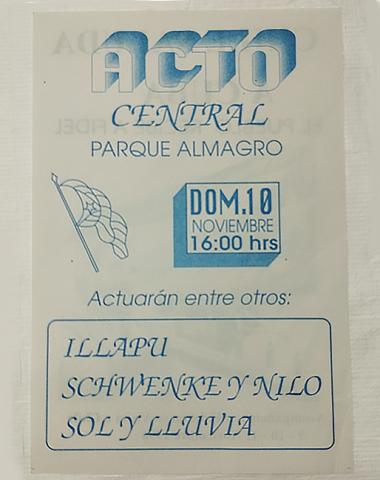 ACTO
CENTRAL
PARQUE ALMAGRO
DOM.10
NOVIEMBRE
16:00 hrs
Actuarán entre otros:
ILLAPU
SCHWENKE Y NILO
SOL Y LLUVIA